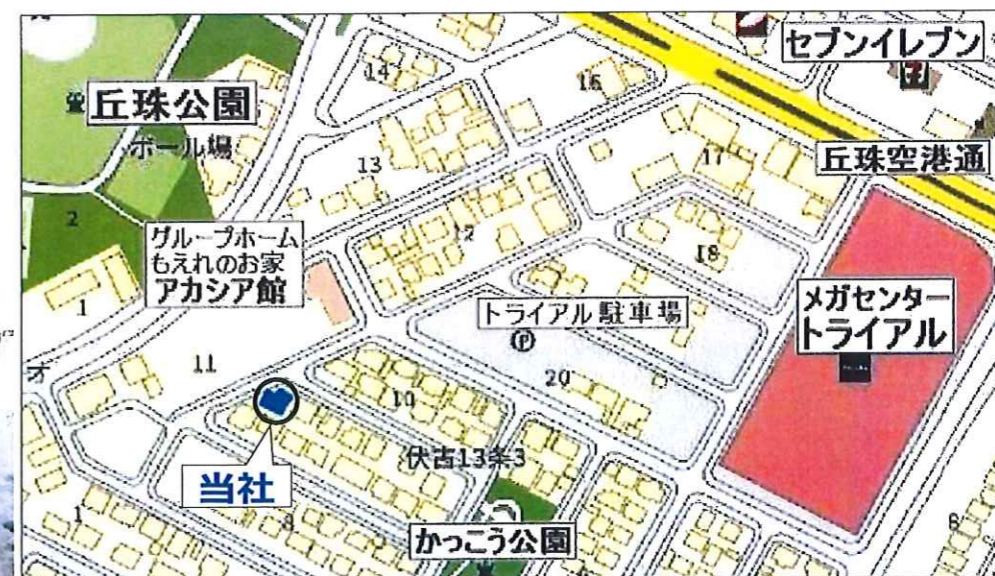 セブンイレブン
14
16
丘珠公園
ボール場
13
17
丘珠空港通
2
グループホーム
もえれのお家
アカシア館
12
18
1
トライアル駐車場
P
メガセンター
トライアル
11
オ
10
20
当社
伏古13条3
1
かっこう公園